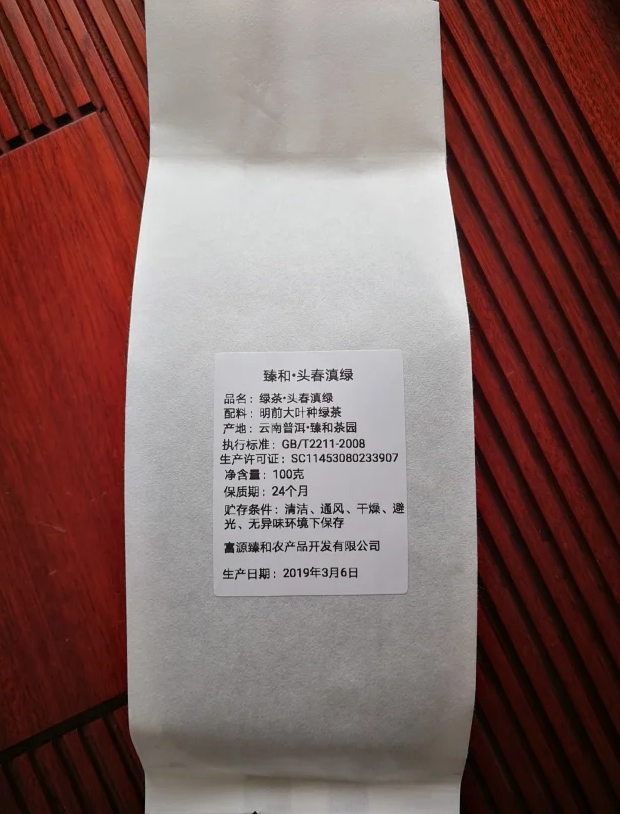 臻和·头春滇绿
品名：绿茶·头春滇绿
配料：明前大叶种绿茶
产地：云南普洱·臻和茶园
执行标准：GB/T2211-2008
生产许可证：SC11453080233907
净含量：100克
保质期：24个月
贮存条件：清洁、通风、干燥、避
光、无异味环境下保存
富源臻和农产品开发有限公司
生产日期：2019年3月6日